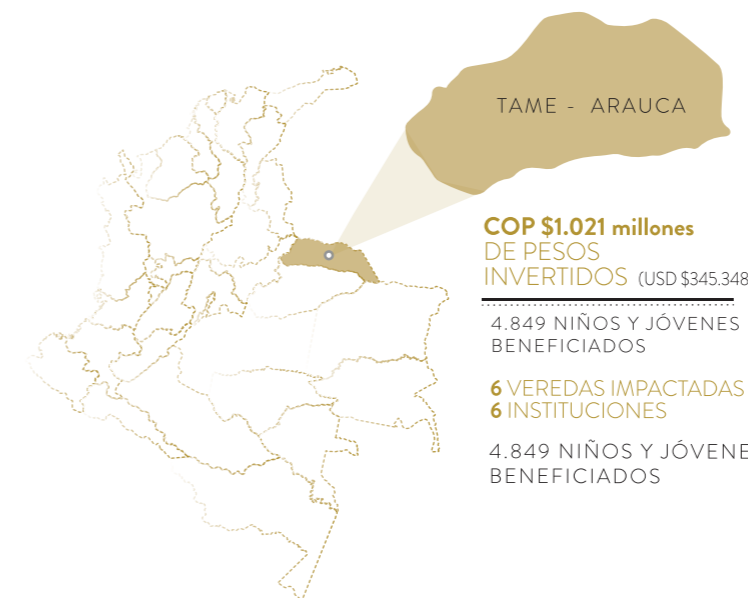 TAME - ARAUCA
COP $1.021 millones
DE PESOS
INVERTIDOS (USD $345.348
4.849 NIÑOS Y JÓVENES
BENEFICIADOS
6 VEREDAS IMPACTADAS
6 INSTITUCIONES
4.849 NIÑOS Y JÓVENE
BENEFICIADOS